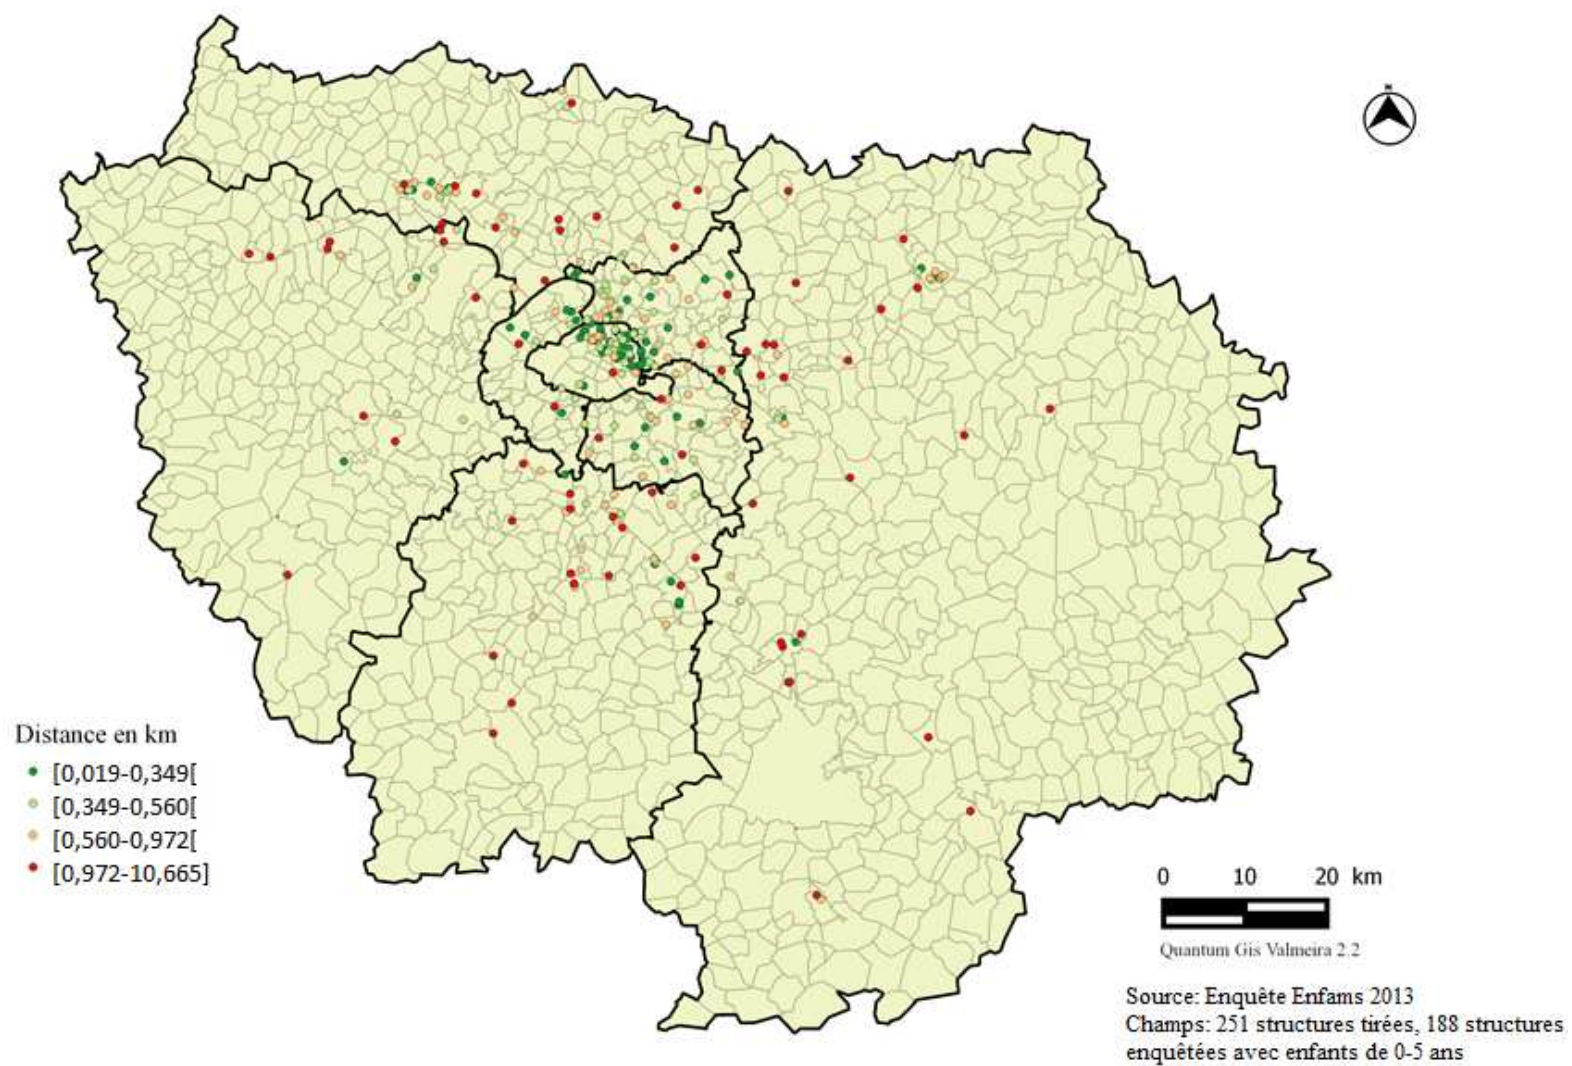 N
Distance en km
[0,019-0,349[
[0,349-0,560[
[0,560-0,972[
[0,972-10,665]
0 10 20 km
Quantum Gis Valmeira 2.2
Source: Enquête Enfams 2013
Champs: 251 structures tirées, 188 structures
enquêtées avec enfants de 0-5 ans